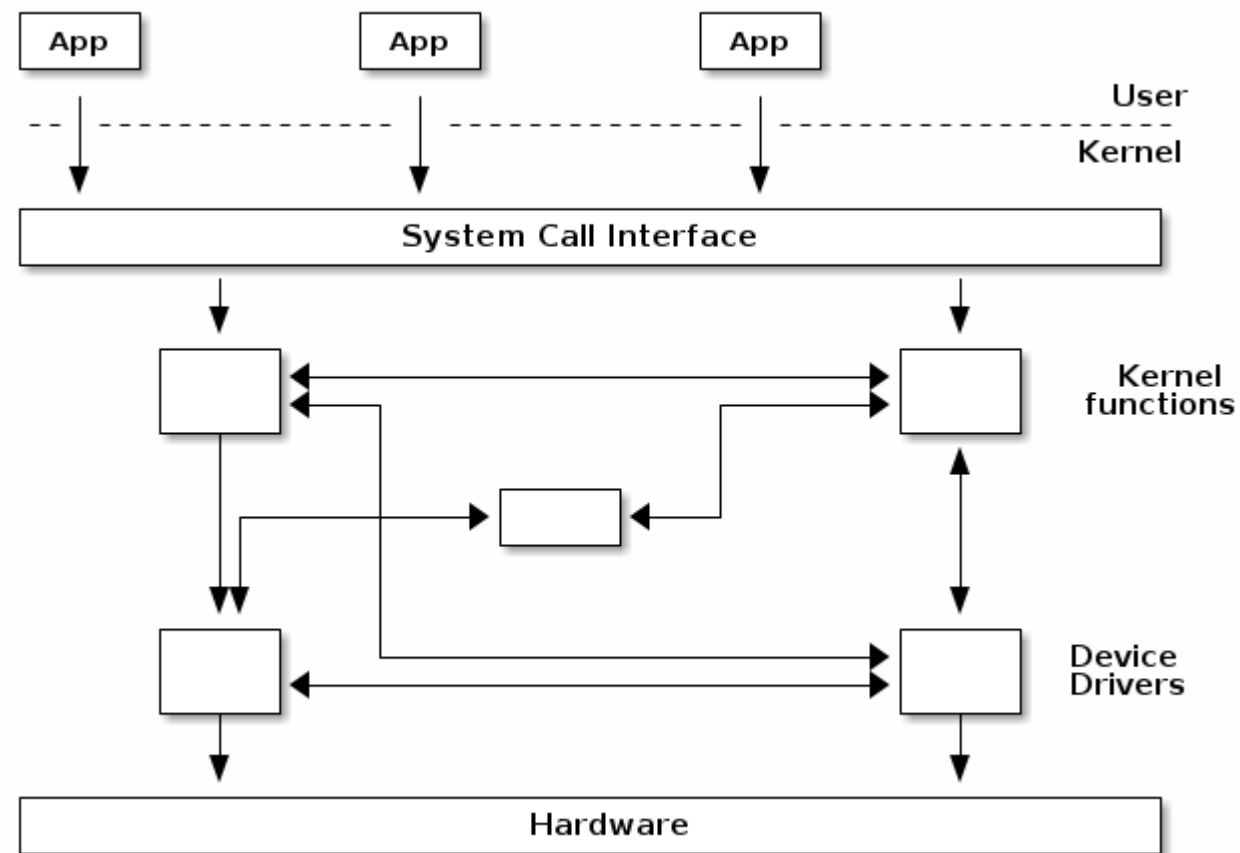 App
App
App
User
Kernel
System Call Interface
Kernel
functions
Device
Drivers
Hardware